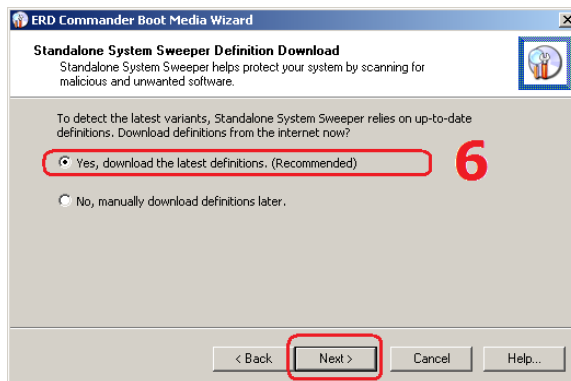 ERD Commander Boot Media Wizard
Standalone System Sweeper Definition Download
Standalone System Sweeper helps protect your system by scanning for
malicious and unwanted software.
To detect the latest variants, Standalone System Sweeper relies on up-to-date
definitions. Download definitions from the internet now?
Yes, download the latest definitions. (Recommended)
6
No, manually download definitions later.
< Back
Next >
Cancel
Help...